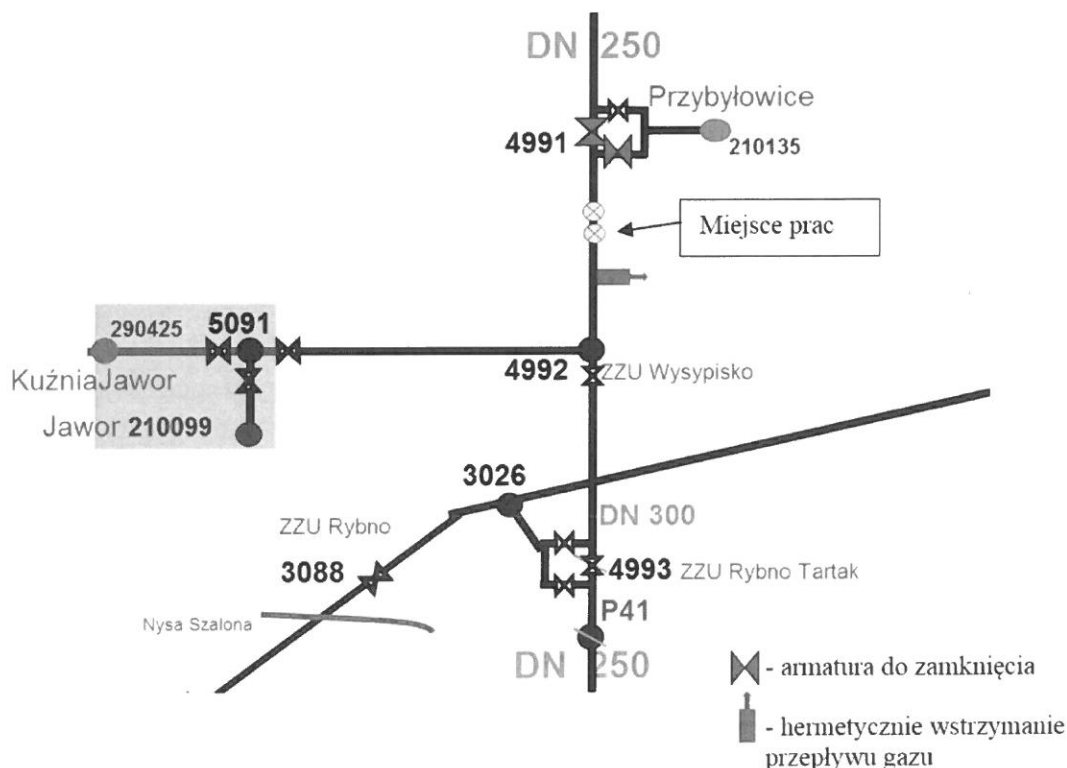 DN 250
Przybyłowice
4991
210135
Miejsce prac
290425
5091
KuźniaJawor
4992
ZZU Wysypisko
Jawor 210099
3026
ZZU Rybno
DN 300
3088
4993 ZZU Rybno Tartak
Nysa Szalona
P41
DN 250
- armatura do zamknięcia
- hermetycznie wstrzymanie
przepływu gazu